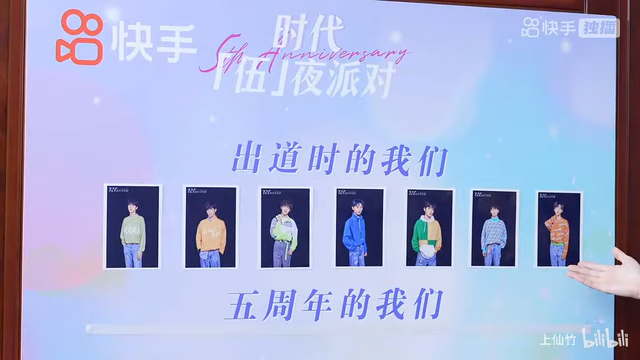 快手
时代
5th Anniversary
「伍」夜派对
快手 独播
出道时的我们
五周年的我们
上仙竹 bilibili